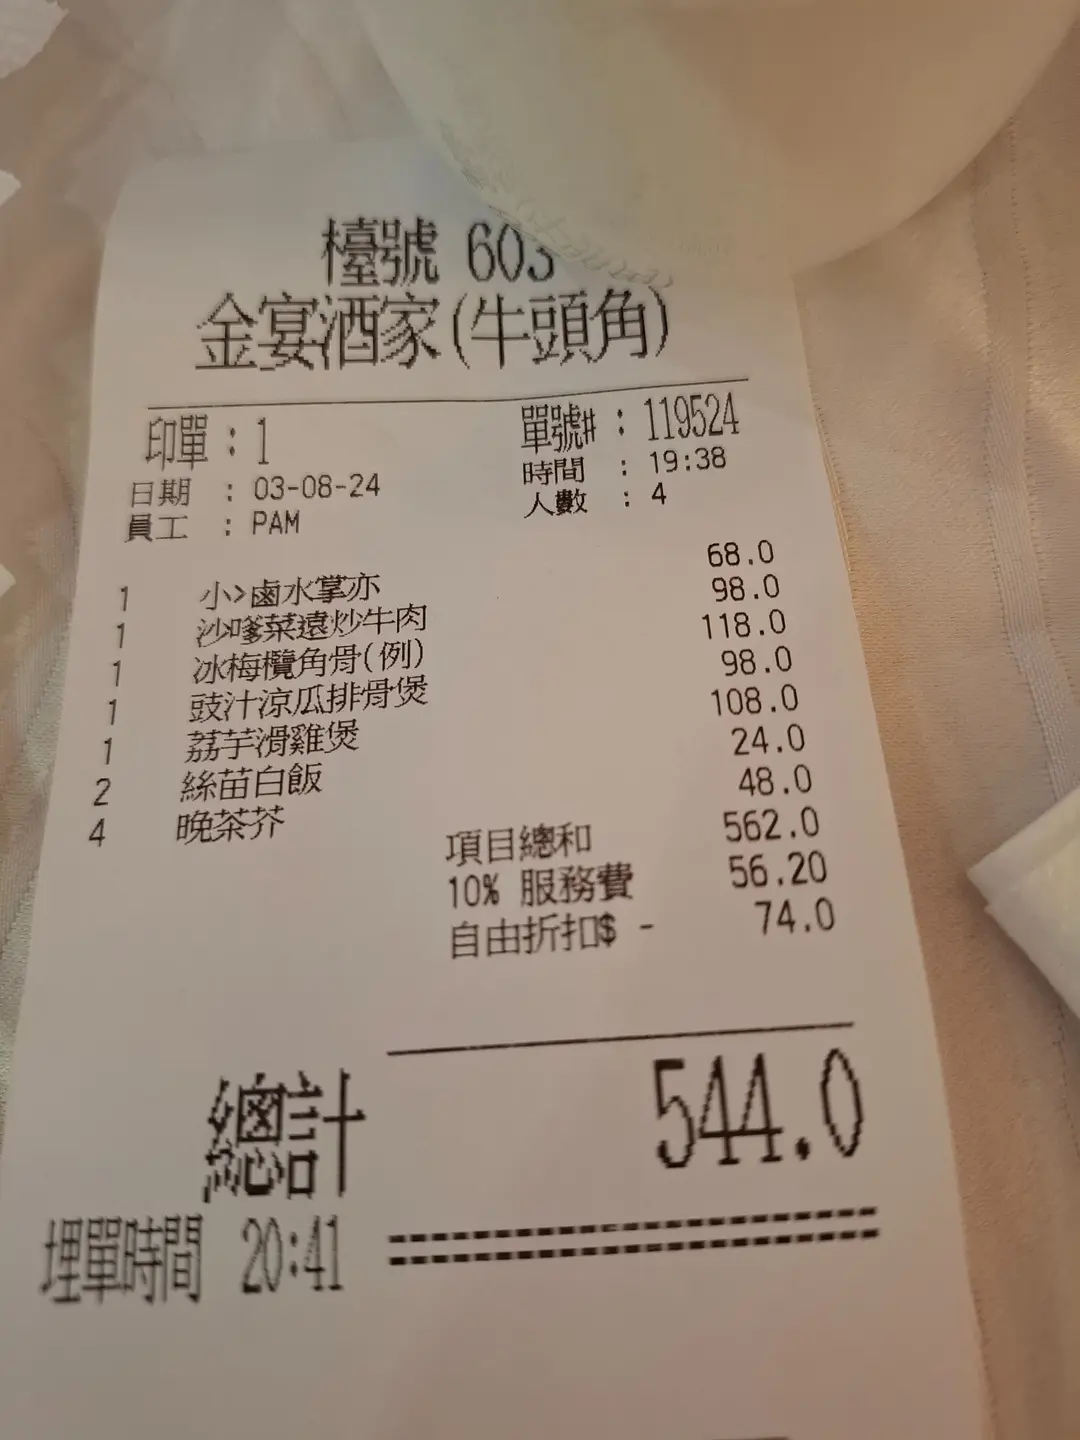 檯號 603
金宴酒家(牛頭角)
印單 : 1 單號# : 119524
日期 : 03-08-24 時間 : 19:38
員工 : PAM 人數 : 4
1 小>鹵水掌亦 68.0
1 沙嗲菜遠炒牛肉 98.0
1 冰梅欖角骨(例) 118.0
1 豉汁涼瓜排骨煲 98.0
1 荔芋滑雞煲 108.0
2 絲苗白飯 24.0
4 晚茶芥 48.0
項目總和 562.0
10% 服務費 56.20
自由折扣$ - 74.0
總計 544.0
埋單時間 20:41 ====================